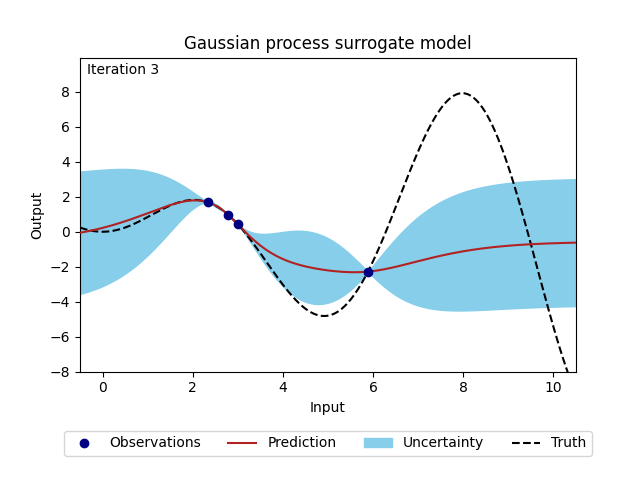 Gaussian process surrogate model
Iteration 3
Output
8
6
4
2
0
−2
−4
−6
−8
0 2 4 6 8 10
Input
Observations Prediction Uncertainty Truth